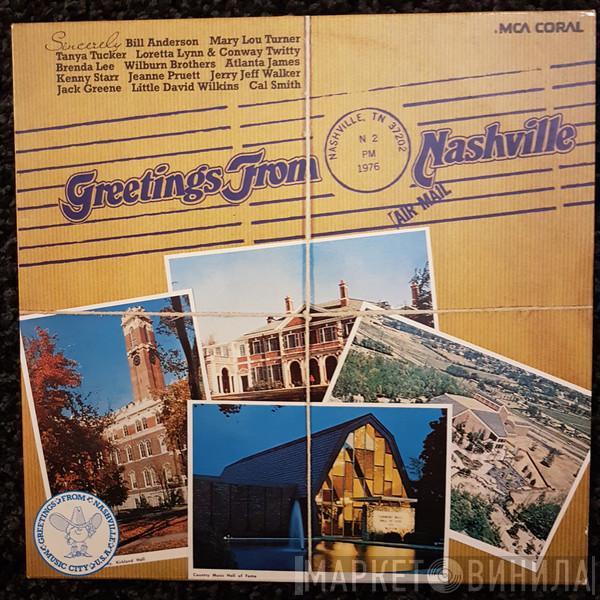 MCA CORAL
Sincerely Bill Anderson Mary Lou Turner
Tanya Tucker Loretta Lynn & Conway Twitty
Brenda Lee Wilburn Brothers Atlanta James
Kenny Starr Jeanne Pruett Jerry Jeff Walker
Jack Greene Little David Wilkins Cal Smith
NASHVILLE, TN 37202
N 2
PM
1976
Greetings From Nashville
AIR MAIL
GREETINGS FROM NASHVILLE
MUSIC CITY U.S.A.
Kirkland Hall
Country Music Hall of Fame
МАРКЕТ ВИНИЛА